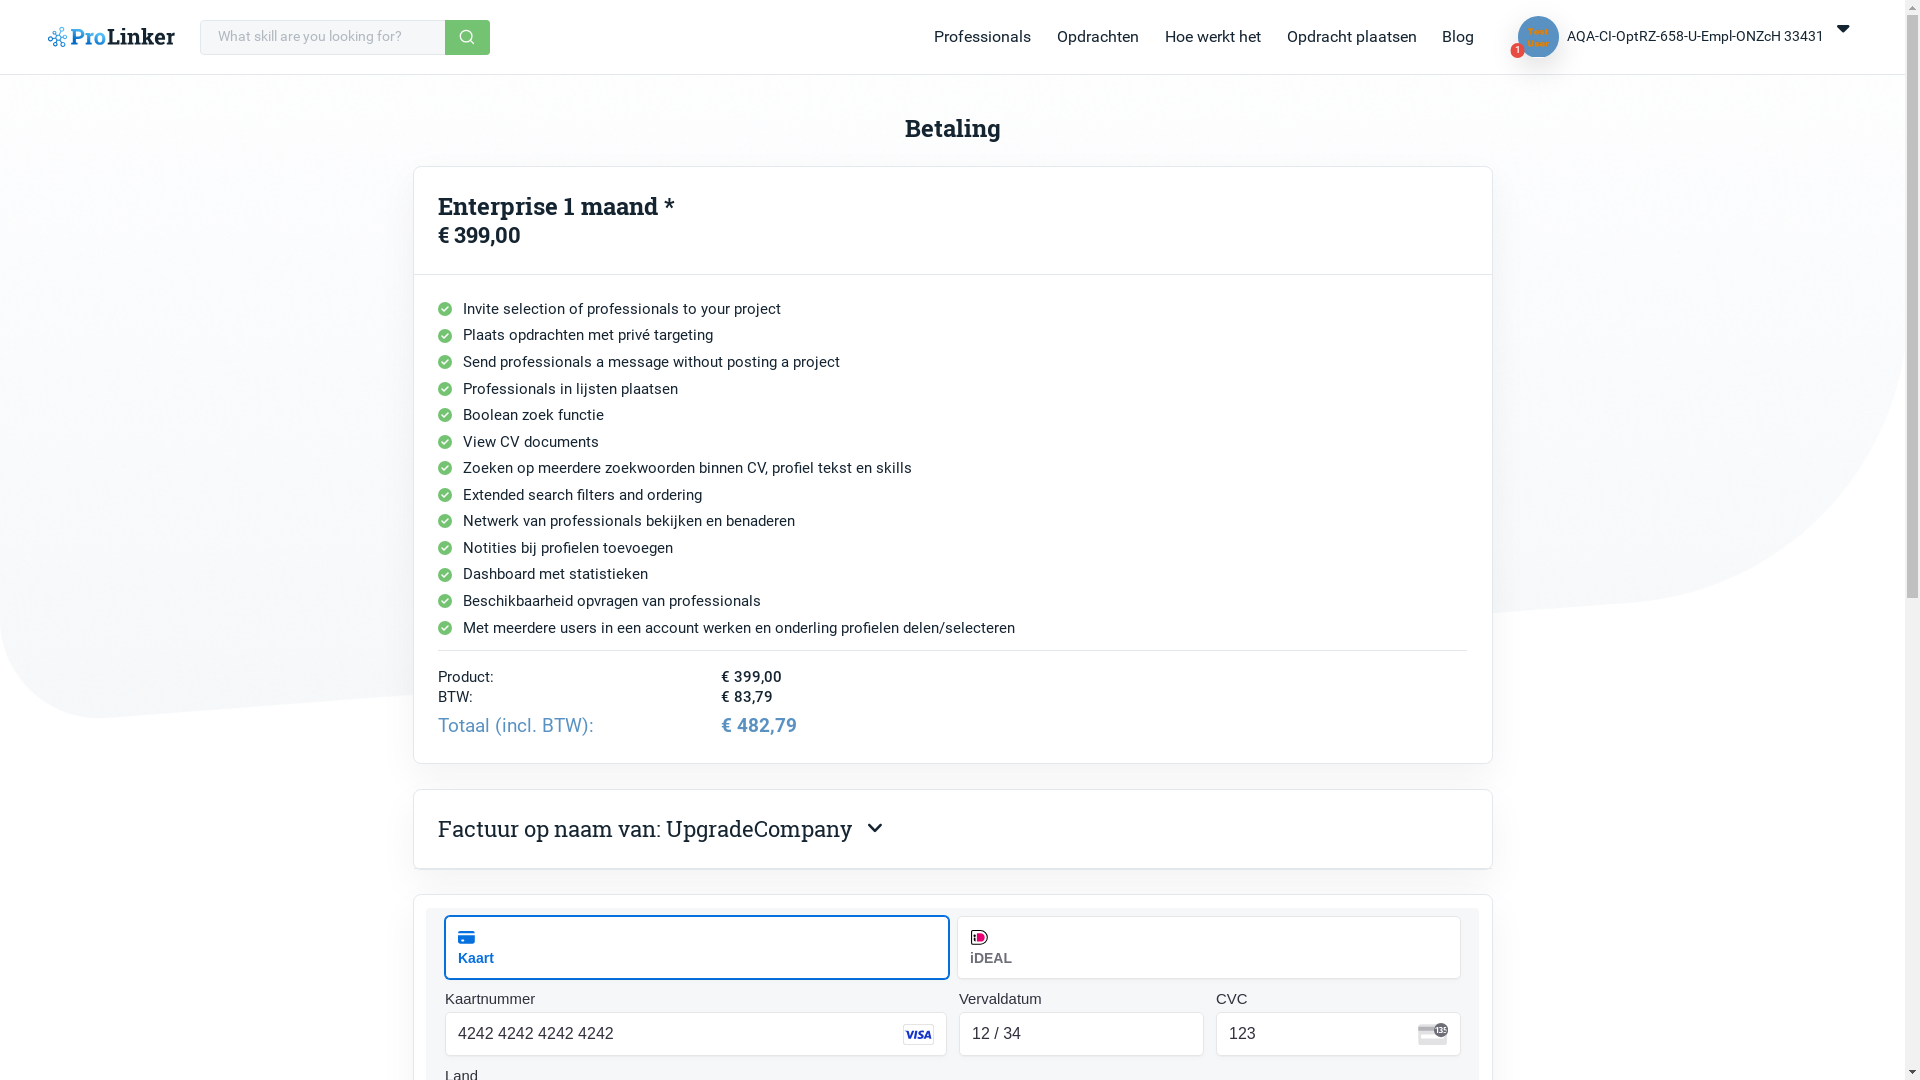 ProLinker
What skill are you looking for?
Professionals
Opdrachten
Hoe werkt het
Opdracht plaatsen
Blog
Test
User
1
AQA-CI-OptRZ-658-U-Empl-ONZcH 33431
Betaling
Enterprise 1 maand *
€ 399,00
Invite selection of professionals to your project
Plaats opdrachten met privé targeting
Send professionals a message without posting a project
Professionals in lijsten plaatsen
Boolean zoek functie
View CV documents
Zoeken op meerdere zoekwoorden binnen CV, profiel tekst en skills
Extended search filters and ordering
Netwerk van professionals bekijken en benaderen
Notities bij profielen toevoegen
Dashboard met statistieken
Beschikbaarheid opvragen van professionals
Met meerdere users in een account werken en onderling profielen delen/selecteren
Product: € 399,00
BTW: € 83,79
Totaal (incl. BTW): € 482,79
Factuur op naam van: UpgradeCompany
Kaart
iDEAL
Kaartnummer
Vervaldatum
CVC
4242 4242 4242 4242 VISA
12 / 34
123
135
Land